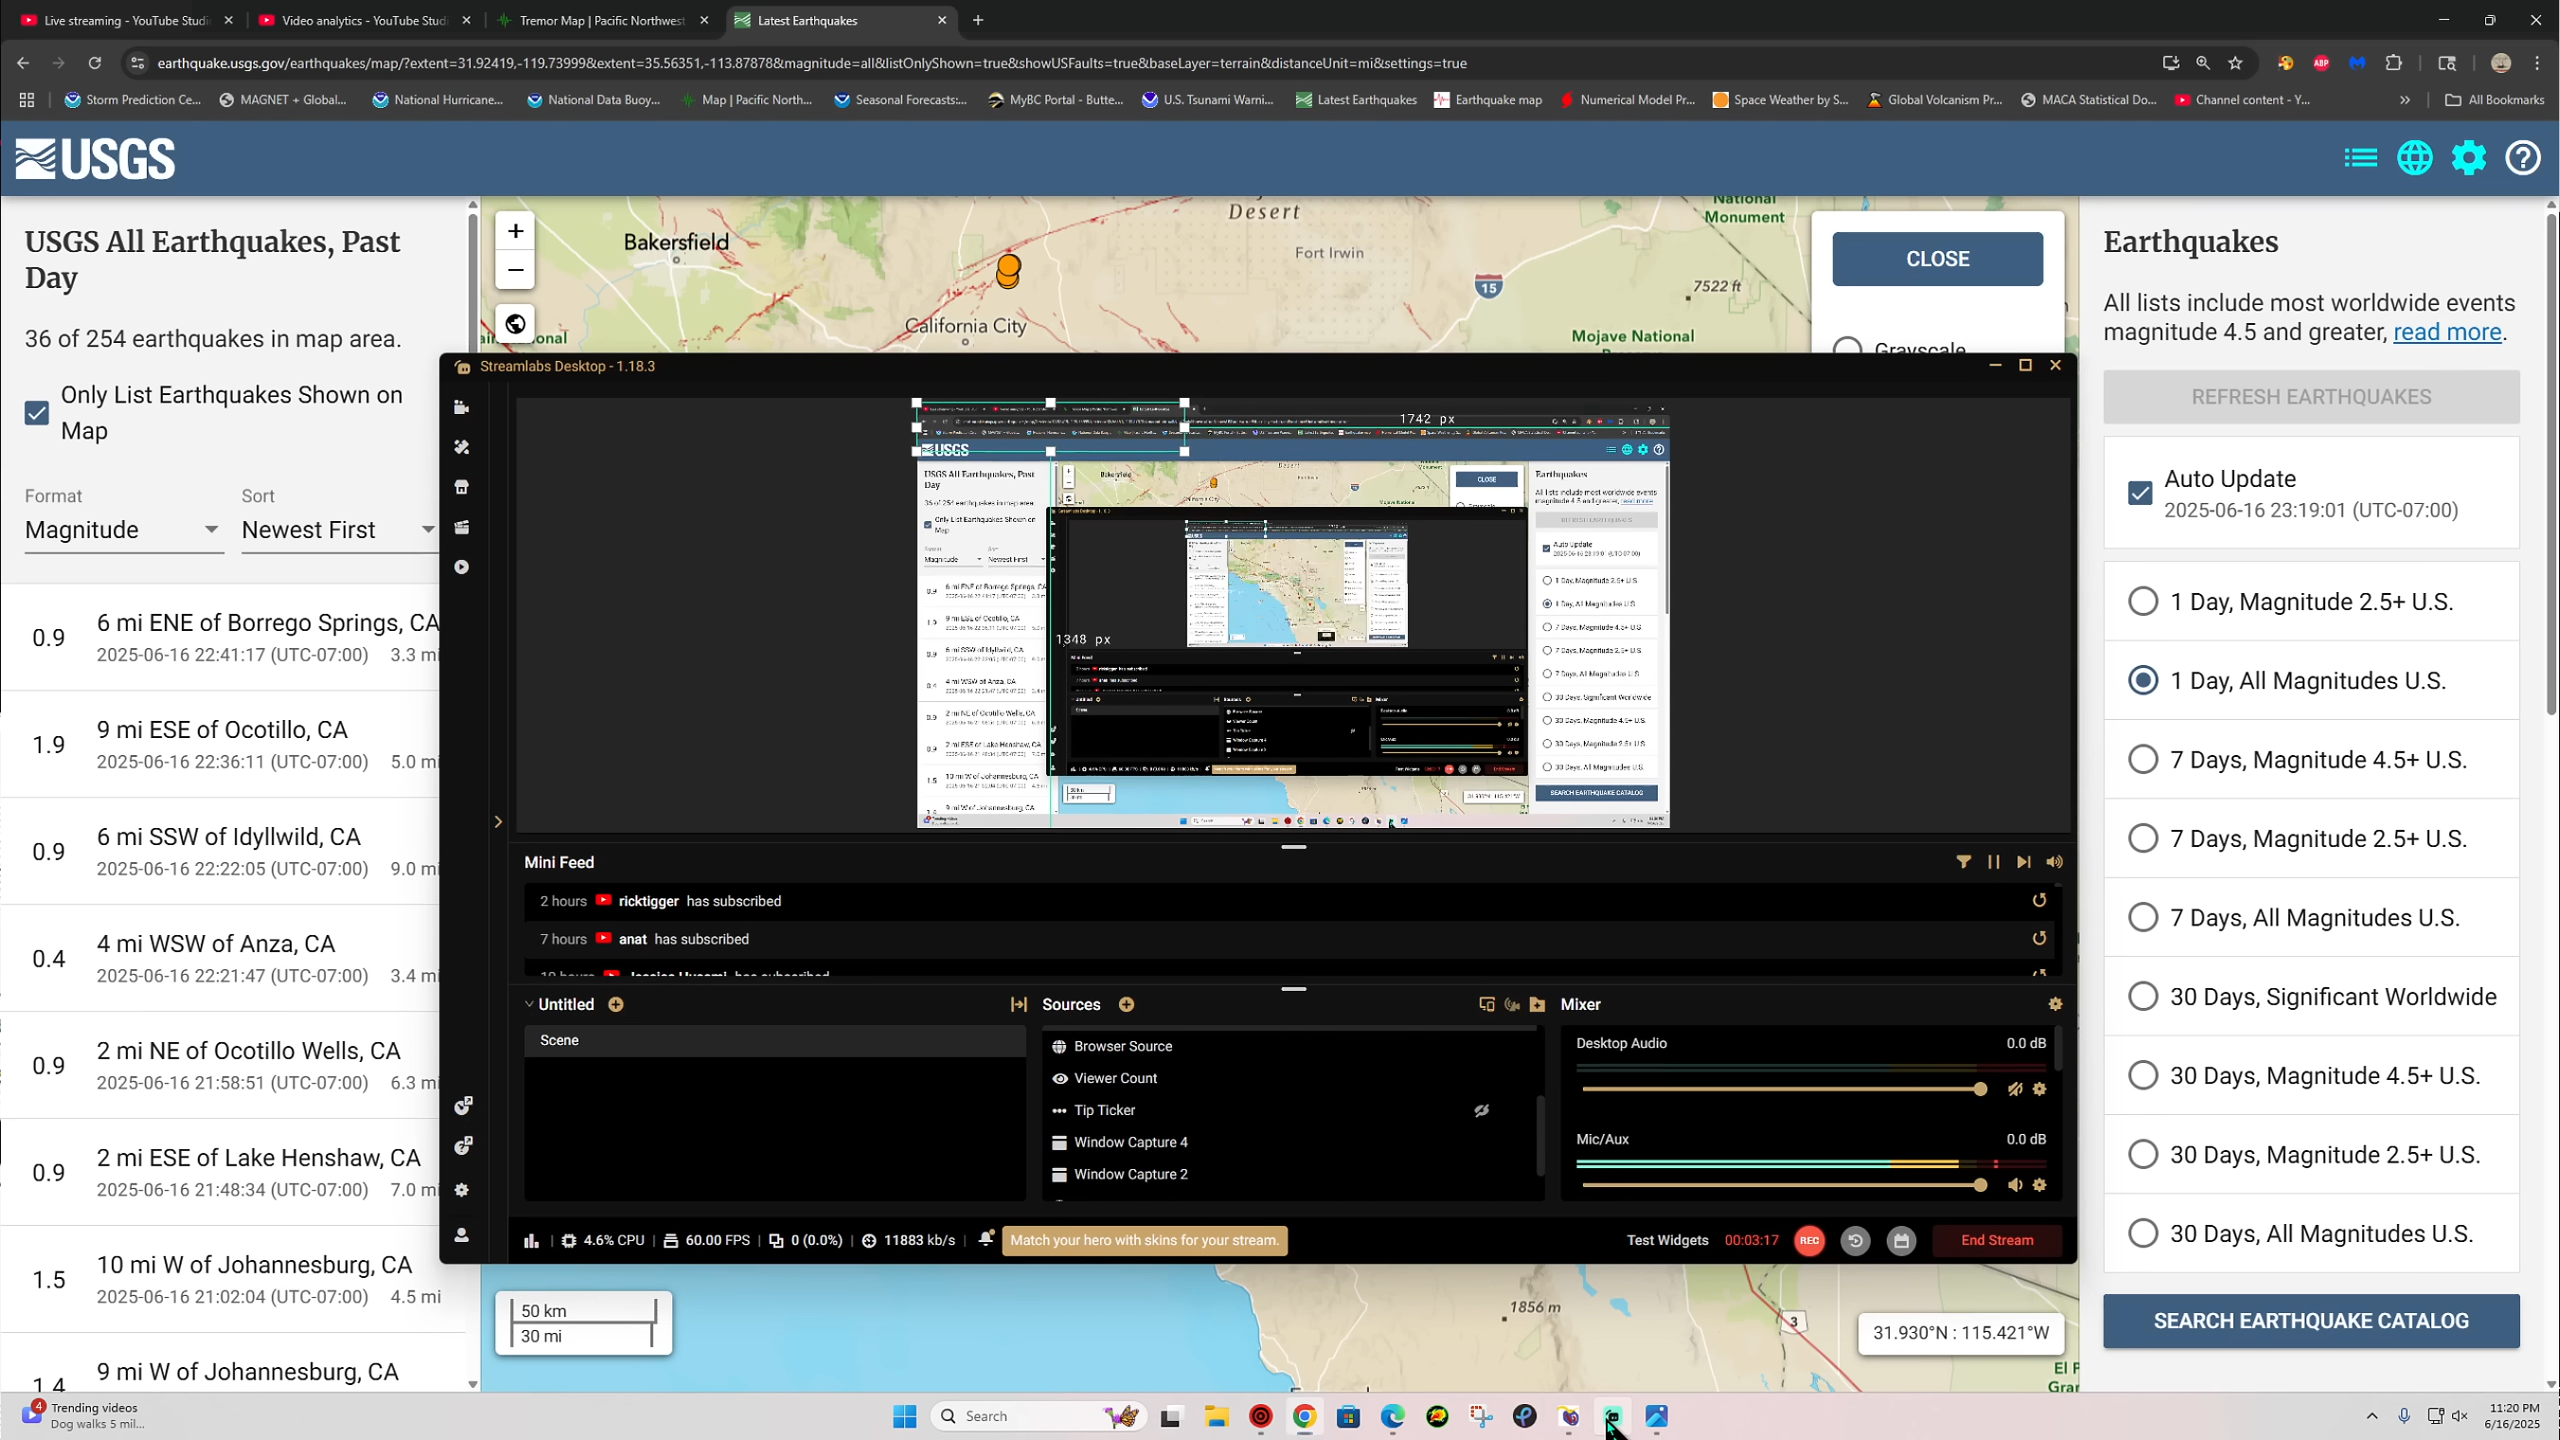 Live streaming - YouTube Studi
Video analytics - YouTube Studi
Tremor Map | Pacific Northwest
Latest Earthquakes
earthquake.usgs.gov/earthquakes/map/?extent=31.92419,-119.73999&extent=35.56351,-113.87878&magnitude=all&listOnlyShown=true&showUSFaults=true&baseLayer=terrain&distanceUnit=mi&settings=true
Storm Prediction Ce...
MAGNET + Global...
National Hurricane...
National Data Buoy...
Map | Pacific North...
Seasonal Forecasts:...
MyBC Portal - Butte...
U.S. Tsunami Warni...
Latest Earthquakes
Earthquake map
Numerical Model Pr...
Space Weather by S...
Global Volcanism Pr...
MACA Statistical Do...
Channel content - Y...
All Bookmarks
USGS
USGS All Earthquakes, Past
Day
36 of 254 earthquakes in map area.
Only List Earthquakes Shown on
Map
Format
Sort
Magnitude
Newest First
0.9
6 mi ENE of Borrego Springs, CA
2025-06-16 22:41:17 (UTC-07:00) 3.3 mi
1.9
9 mi ESE of Ocotillo, CA
2025-06-16 22:36:11 (UTC-07:00) 5.0 mi
0.9
6 mi SSW of Idyllwild, CA
2025-06-16 22:22:05 (UTC-07:00) 9.0 mi
0.4
4 mi WSW of Anza, CA
2025-06-16 22:21:47 (UTC-07:00) 3.4 mi
0.9
2 mi NE of Ocotillo Wells, CA
2025-06-16 21:58:51 (UTC-07:00) 6.3 mi
0.9
2 mi ESE of Lake Henshaw, CA
2025-06-16 21:48:34 (UTC-07:00) 7.0 mi
1.5
10 mi W of Johannesburg, CA
2025-06-16 21:02:04 (UTC-07:00) 4.5 mi
1.4
9 mi W of Johannesburg, CA
Desert
Bakersfield
Fort Irwin
National
Monument
15
7522 ft
California City
Mojave National
CLOSE
Grayscale
Streamlabs Desktop - 1.18.3
1742 px
1348 px
Mini Feed
2 hours ricktigger has subscribed
7 hours anat has subscribed
Untitled
Scene
Sources
Browser Source
Viewer Count
Tip Ticker
Window Capture 4
Window Capture 2
Mixer
Desktop Audio 0.0 dB
Mic/Aux 0.0 dB
4.6% CPU
60.00 FPS
0 (0.0%)
11883 kb/s
Match your hero with skins for your stream.
Test Widgets
00:03:17
REC
End Stream
50 km
30 mi
1856 m
3
31.930°N : 115.421°W
El P
Gran
Earthquakes
All lists include most worldwide events
magnitude 4.5 and greater, read more.
REFRESH EARTHQUAKES
Auto Update
2025-06-16 23:19:01 (UTC-07:00)
1 Day, Magnitude 2.5+ U.S.
1 Day, All Magnitudes U.S.
7 Days, Magnitude 4.5+ U.S.
7 Days, Magnitude 2.5+ U.S.
7 Days, All Magnitudes U.S.
30 Days, Significant Worldwide
30 Days, Magnitude 4.5+ U.S.
30 Days, Magnitude 2.5+ U.S.
30 Days, All Magnitudes U.S.
SEARCH EARTHQUAKE CATALOG
4
Trending videos
Dog walks 5 mil...
Search
11:20 PM
6/16/2025